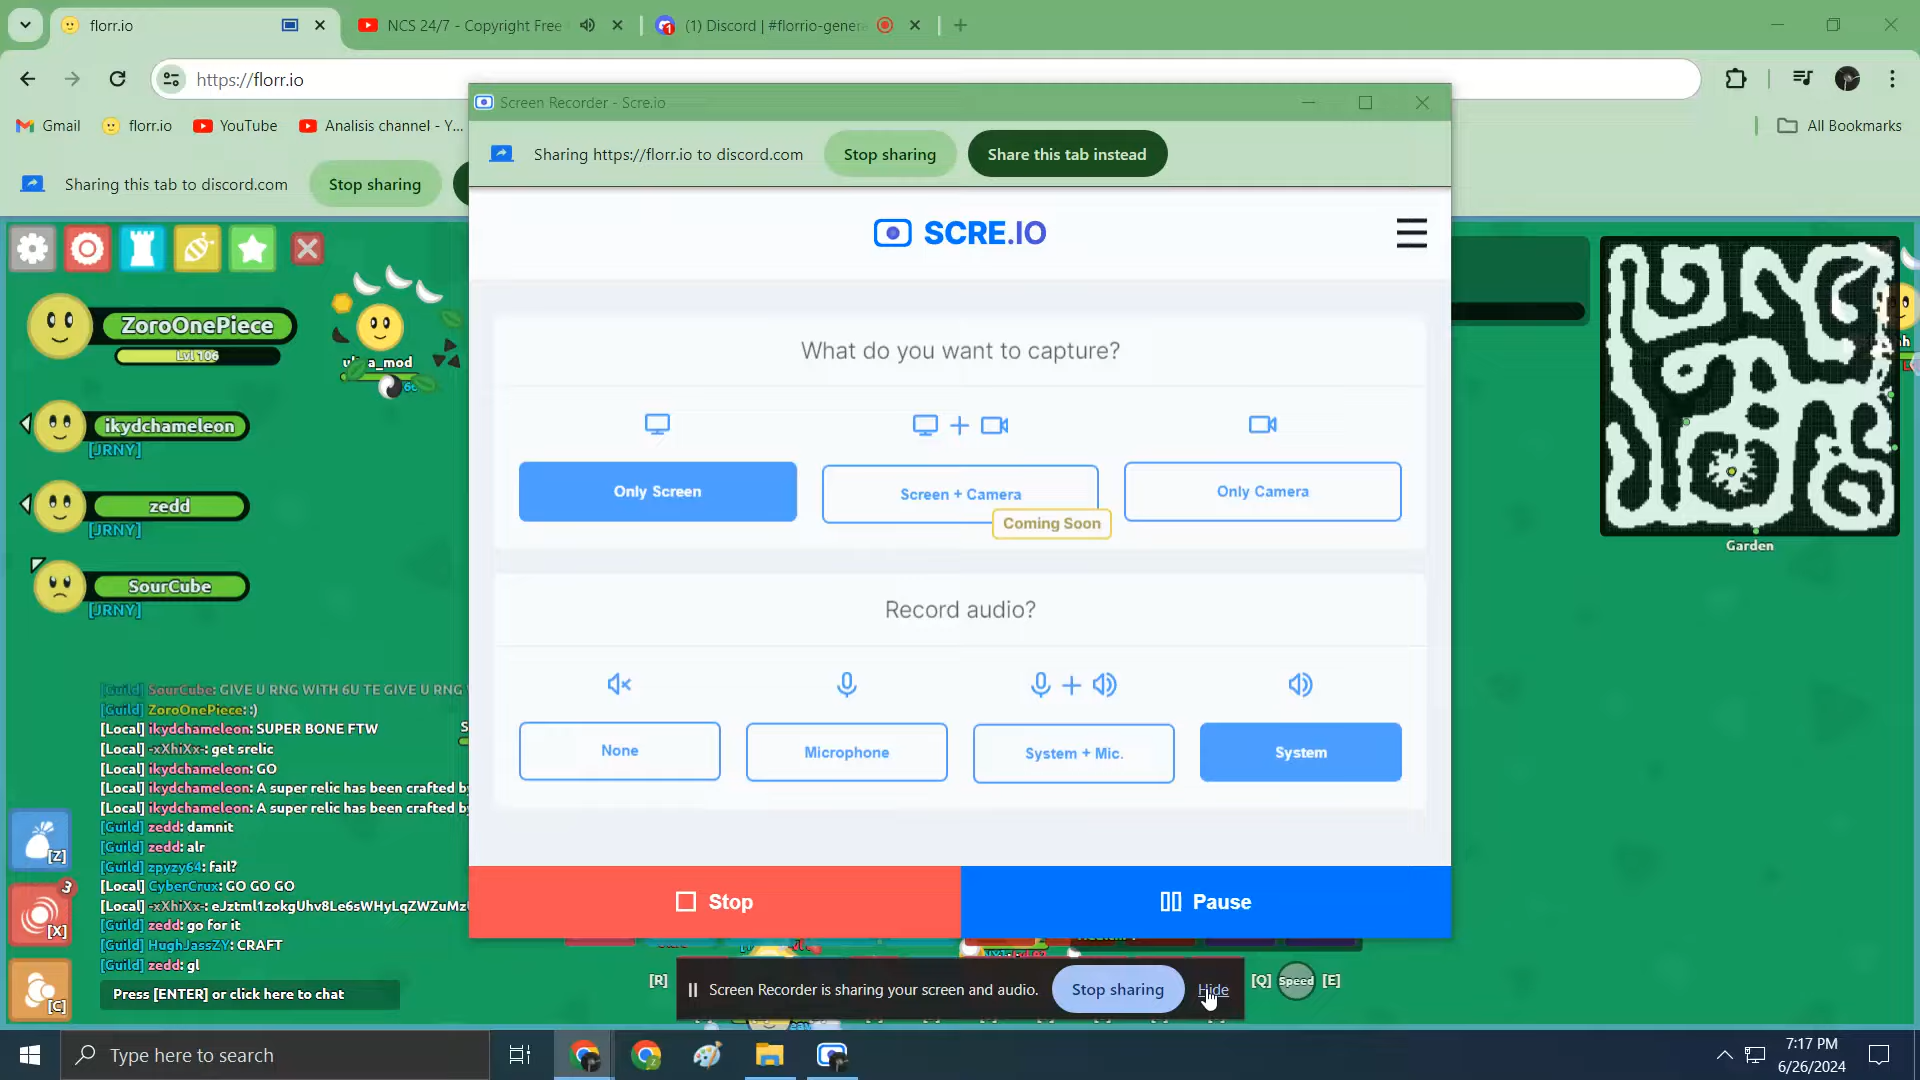 florr.io
NCS 24/7 - Copyright Free
(1) Discord | #florrio-genera
https://florr.io
Gmail
florr.io
YouTube
Analisis channel - Y...
All Bookmarks
Sharing this tab to discord.com
Stop sharing
Screen Recorder - Scre.io
Sharing https://florr.io to discord.com
Stop sharing
Share this tab instead
SCRE.IO
What do you want to capture?
Only Screen
Screen + Camera
Coming Soon
Only Camera
Record audio?
None
Microphone
System + Mic.
System
Stop
Pause
ZoroOnePiece
Lvl 106
ikydchameleon
[JRNY]
zedd
[JRNY]
SourCube
[JRNY]
Garden
[Guild] SourCube: GIVE U RNG WITH 6U TE GIVE U RNG
[Guild] ZoroOnePiece: :)
[Local] ikydchameleon: SUPER BONE FTW
[Local] -xXhiXx-: get srelic
[Local] ikydchameleon: GO
[Local] ikydchameleon: A super relic has been crafted by
[Local] ikydchameleon: A super relic has been crafted by
[Guild] zedd: damnit
[Guild] zedd: alr
[Guild] zpyzy64: fail?
[Local] CyberCrux: GO GO GO
[Local] -xXhiXx-: eJztml1zokgUhv8Le6sWHyLqZWZuMz
[Guild] zedd: go for it
[Guild] HughJassZY: CRAFT
[Guild] zedd: gl
Press [ENTER] or click here to chat
[Z]
3
[X]
[C]
[R]
Screen Recorder is sharing your screen and audio.
Stop sharing
Hide
[Q]
Speed
[E]
Type here to search
7:17 PM
6/26/2024